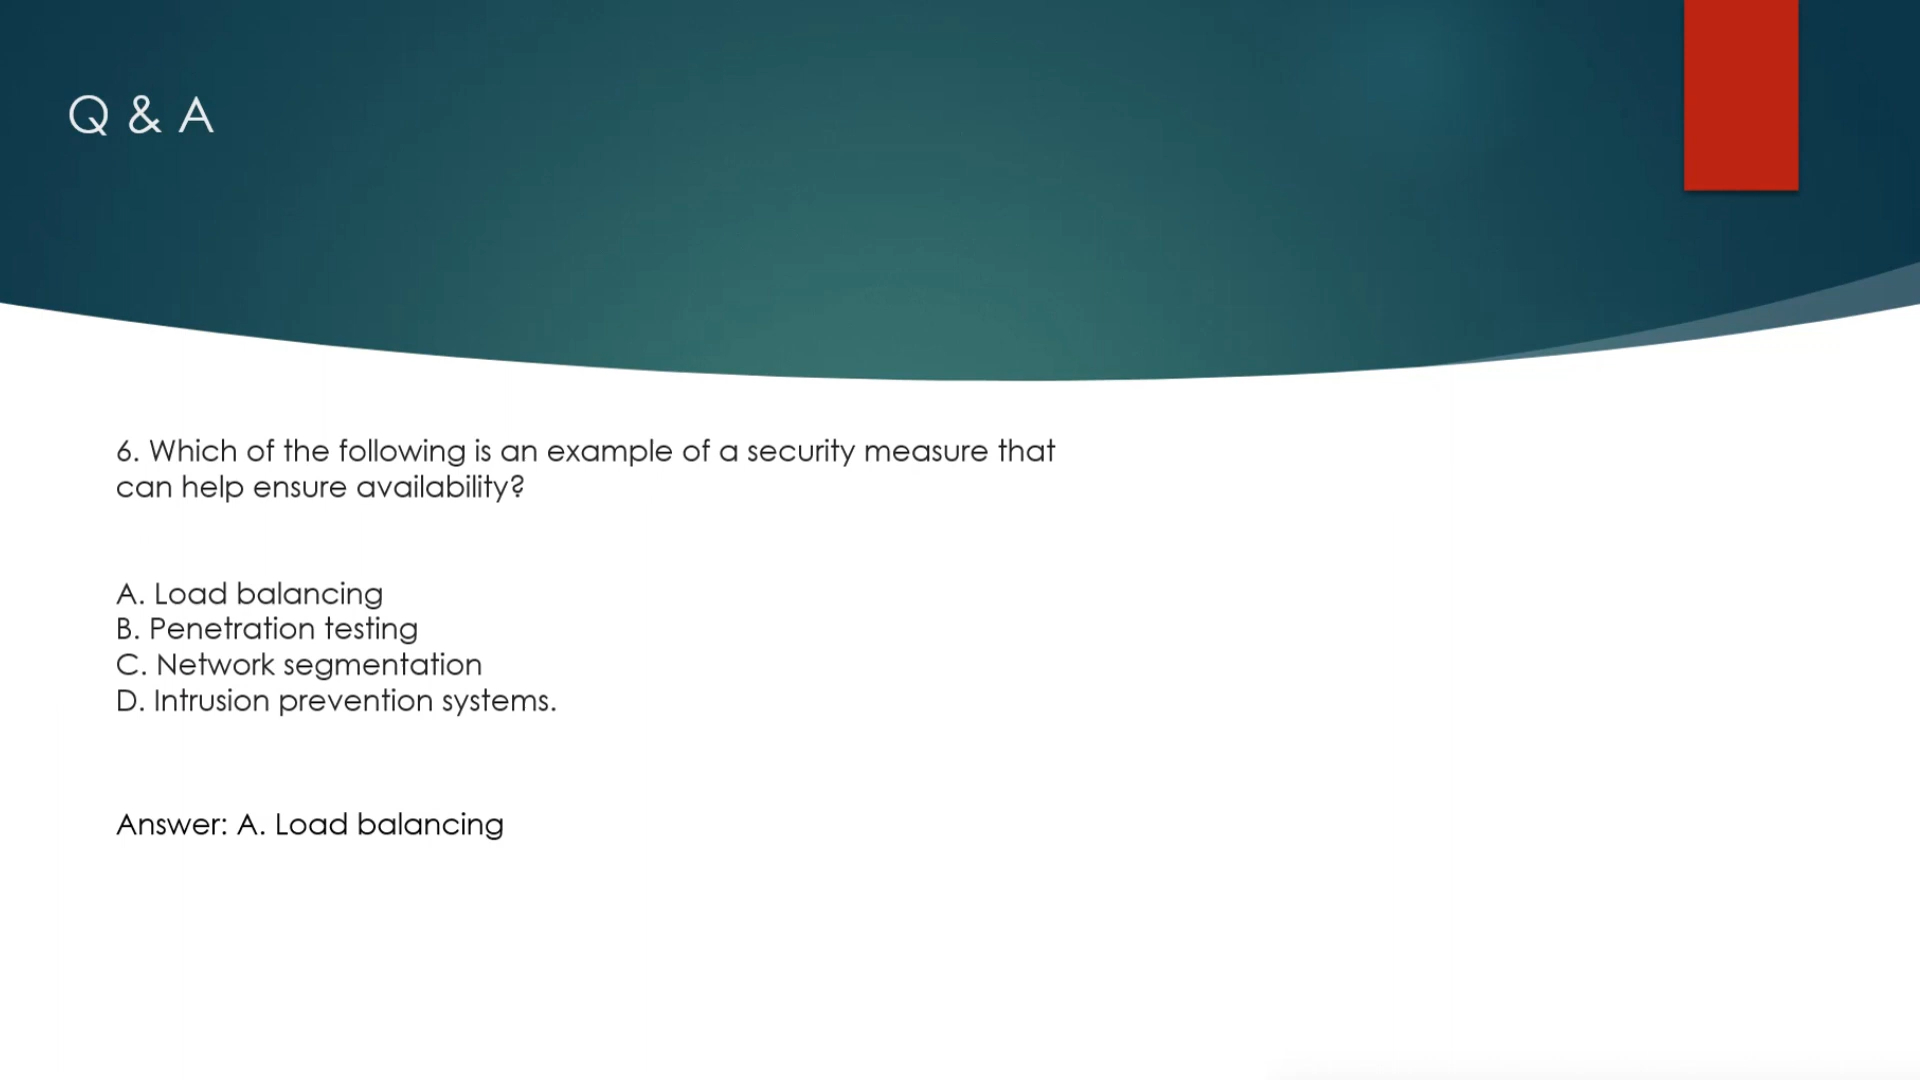 Q & A
6. Which of the following is an example of a security measure that
can help ensure availability?
A. Load balancing
B. Penetration testing
C. Network segmentation
D. Intrusion prevention systems.
Answer: A. Load balancing